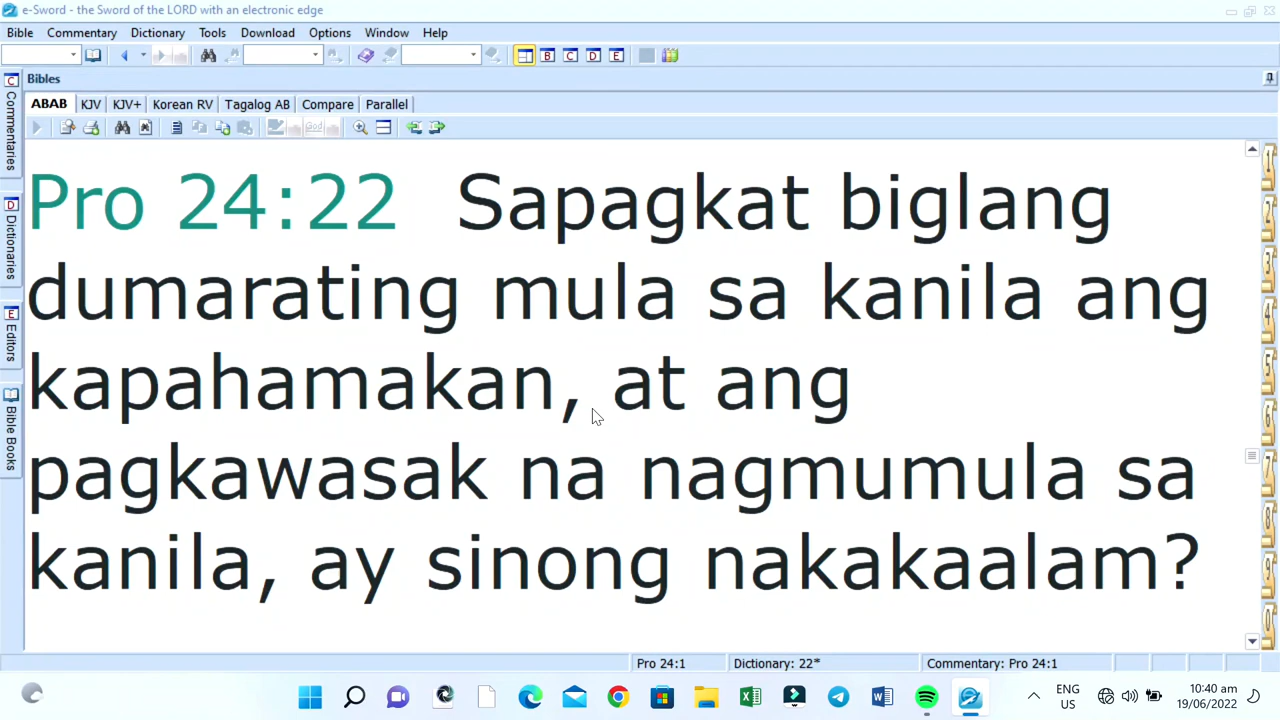 e-Sword - the Sword of the LORD with an electronic edge
Bible Commentary Dictionary Tools Download Options Window Help
Bibles
ABAB KJV KJV+ Korean RV Tagalog AB Compare Parallel
Commentaries
Dictionaries
Editors
Bible Books
Pro 24:22 Sapagkat biglang
dumarating mula sa kanila ang
kapahamakan, at ang
pagkawasak na nagmumula sa
kanila, ay sinong nakakaalam?
Pro 24:1 Dictionary: 22* Commentary: Pro 24:1
ENG
US
10:40 am
19/06/2022